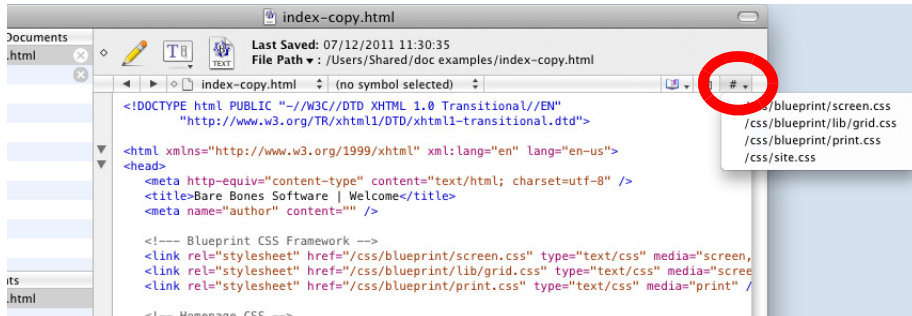 index-copy.html
Documents
.html
Last Saved: 07/12/2011 11:30:35
TEXT
File Path ▾ : /Users/Shared/doc examples/index-copy.html
index-copy.html (no symbol selected) #
/css/blueprint/screen.css
/css/blueprint/lib/grid.css
/css/blueprint/print.css
/css/site.css
<!DOCTYPE html PUBLIC "-//W3C//DTD XHTML 1.0 Transitional//EN"
"http://www.w3.org/TR/xhtml1/DTD/xhtml1-transitional.dtd">
<html xmlns="http://www.w3.org/1999/xhtml" xml:lang="en" lang="en-us">
<head>
<meta http-equiv="content-type" content="text/html; charset=utf-8" />
<title>Bare Bones Software | Welcome</title>
<meta name="author" content="" />
<!--- Blueprint CSS Framework -->
<link rel="stylesheet" href="/css/blueprint/screen.css" type="text/css" media="screen,
<link rel="stylesheet" href="/css/blueprint/lib/grid.css" type="text/css" media="scree
<link rel="stylesheet" href="/css/blueprint/print.css" type="text/css" media="print" /
nts
.html
<!-- Homepage CSS -->